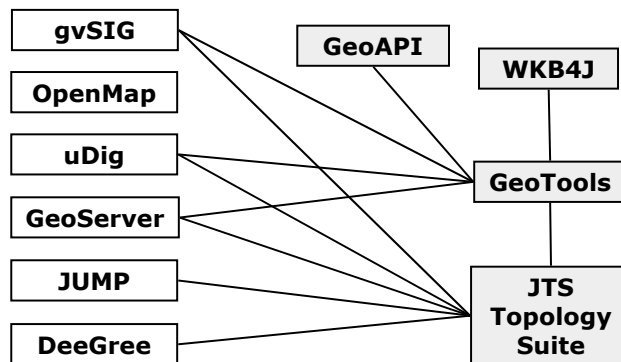 gvSIG
OpenMap
uDig
GeoServer
JUMP
DeeGree
GeoAPI
WKB4J
GeoTools
JTS
Topology
Suite